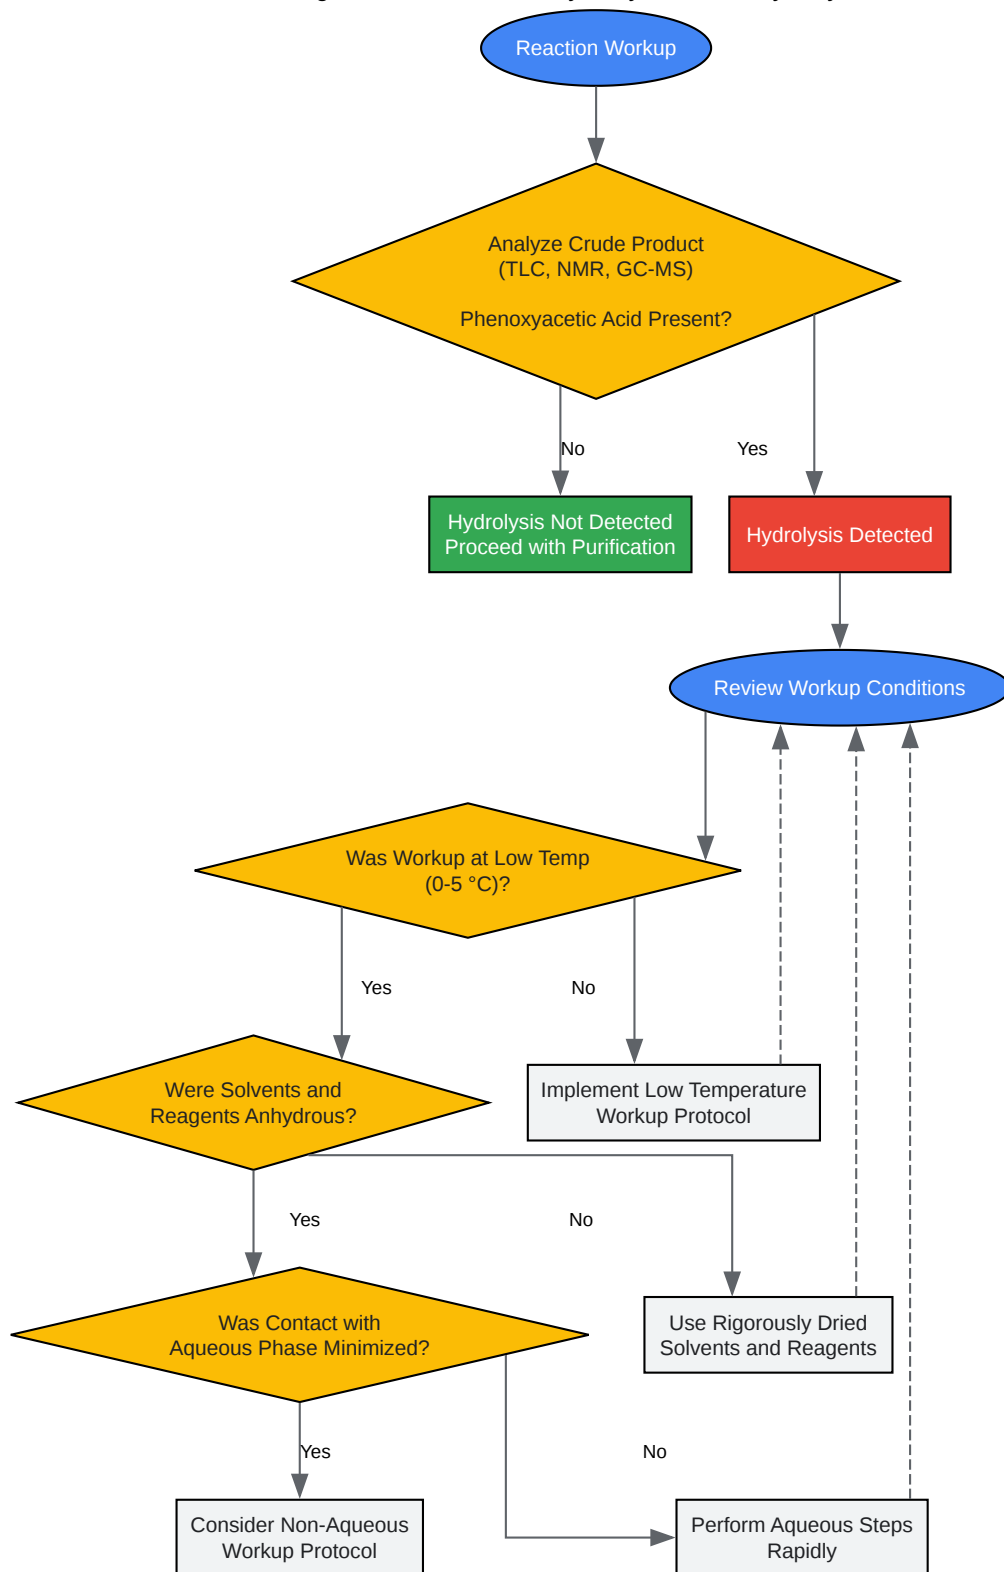 Reaction Workup
Analyze Crude Product
(TLC, NMR, GC-MS)
Phenoxyacetic Acid Present?
No
Yes
Hydrolysis Not Detected
Proceed with Purification
Hydrolysis Detected
Review Workup Conditions
Was Workup at Low Temp
(0-5 °C)?
Yes
No
Were Solvents and
Reagents Anhydrous?
Implement Low Temperature
Workup Protocol
Yes
No
Was Contact with
Aqueous Phase Minimized?
Use Rigorously Dried
Solvents and Reagents
Yes
No
Consider Non-Aqueous
Workup Protocol
Perform Aqueous Steps
Rapidly